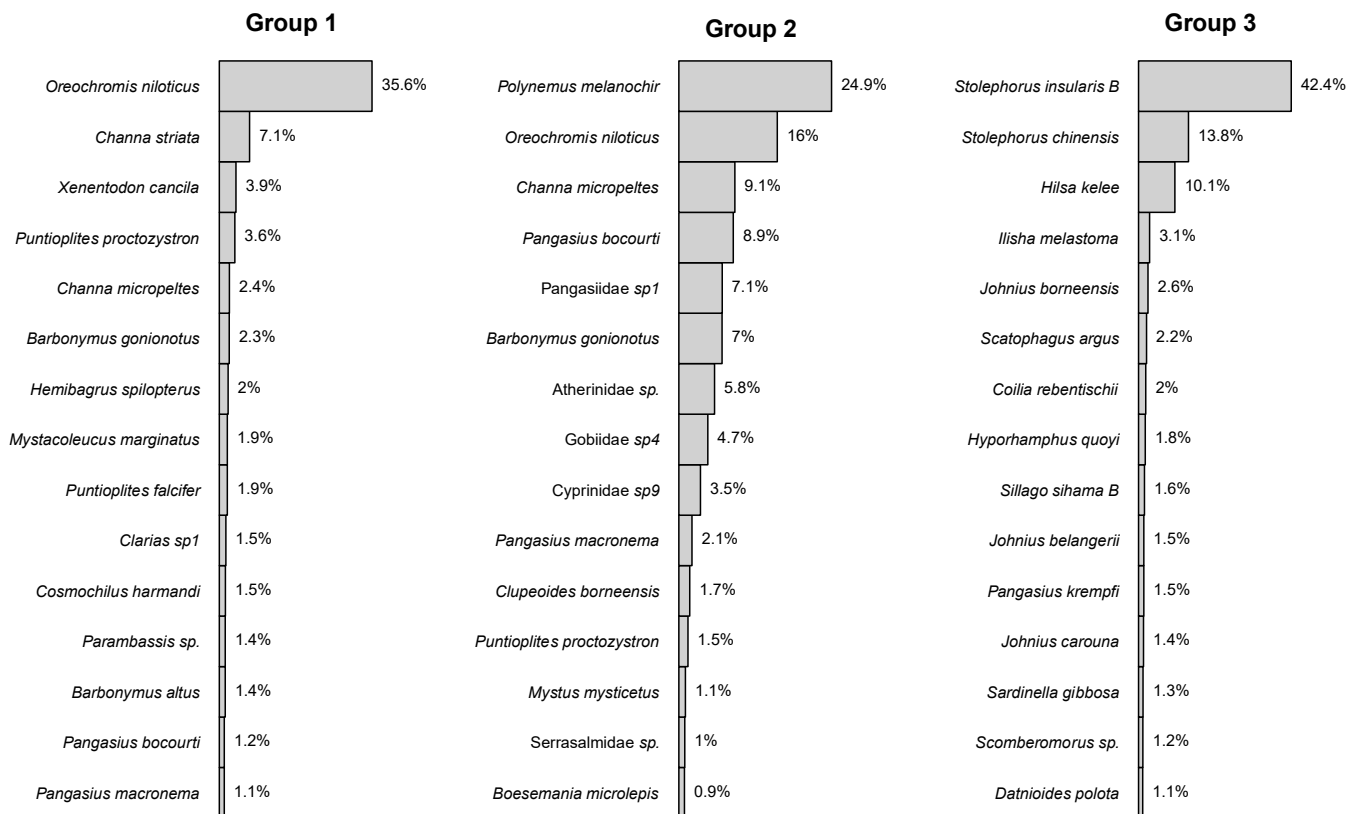 Group 1
Oreochromis niloticus 35.6%
Channa striata 7.1%
Xenentodon cancila 3.9%
Puntioplites proctozystron 3.6%
Channa micropeltes 2.4%
Barbonymus gonionotus 2.3%
Hemibagrus spilopterus 2%
Mystacoleucus marginatus 1.9%
Puntioplites falcifer 1.9%
Clarias sp1 1.5%
Cosmochilus harmandi 1.5%
Parambassis sp. 1.4%
Barbonymus altus 1.4%
Pangasius bocourti 1.2%
Pangasius macronema 1.1%
Group 2
Polynemus melanochir 24.9%
Oreochromis niloticus 16%
Channa micropeltes 9.1%
Pangasius bocourti 8.9%
Pangasiidae sp1 7.1%
Barbonymus gonionotus 7%
Atherinidae sp. 5.8%
Gobiidae sp4 4.7%
Cyprinidae sp9 3.5%
Pangasius macronema 2.1%
Clupeoides borneensis 1.7%
Puntioplites proctozystron 1.5%
Mystus mysticetus 1.1%
Serrasalmidae sp. 1%
Boesemania microlepis 0.9%
Group 3
Stolephorus insularis B 42.4%
Stolephorus chinensis 13.8%
Hilsa kelee 10.1%
Ilisha melastoma 3.1%
Johnius borneensis 2.6%
Scatophagus argus 2.2%
Coilia rebentischii 2%
Hyporhamphus quoyi 1.8%
Sillago sihama B 1.6%
Johnius belangerii 1.5%
Pangasius krempfi 1.5%
Johnius carouna 1.4%
Sardinella gibbosa 1.3%
Scomberomorus sp. 1.2%
Datnioides polota 1.1%